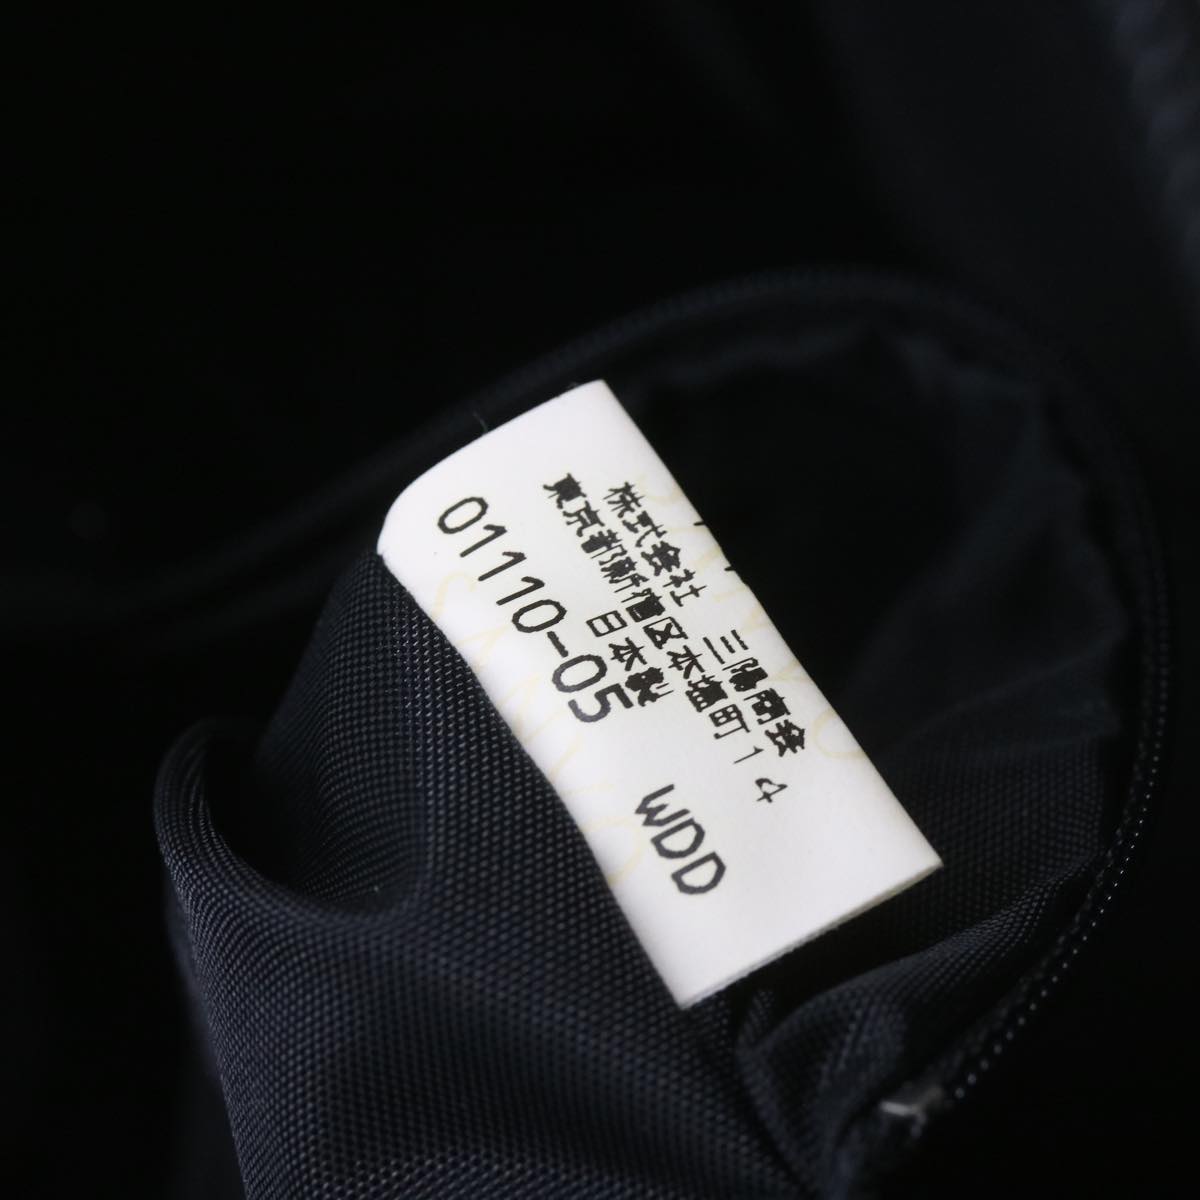 株式会社 三陽商会
東京都新宿区本塩町14
日本製
01110-05 WDD